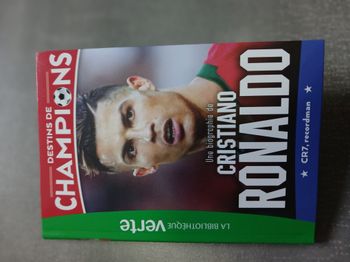 DESTINS DE
CHAMPIONS
Une biographie de
CRISTIANO
RONALDO
★ CR7, recordman ★
LA BIBLIOTHÈQUE
verte